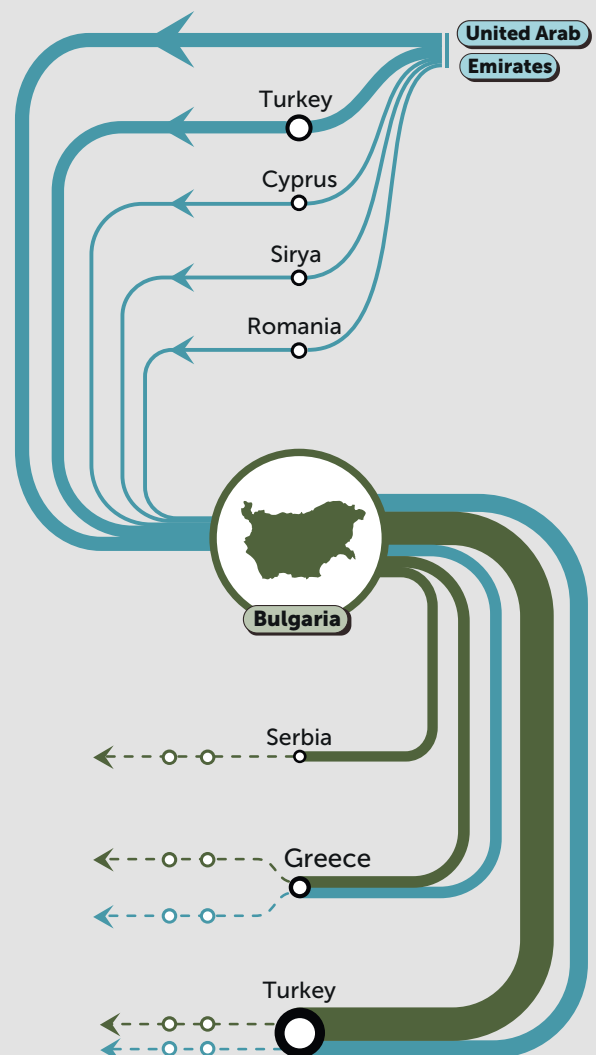 United Arab
Emirates
Turkey
Cyprus
Sirya
Romania
Bulgaria
Serbia
Greece
Turkey